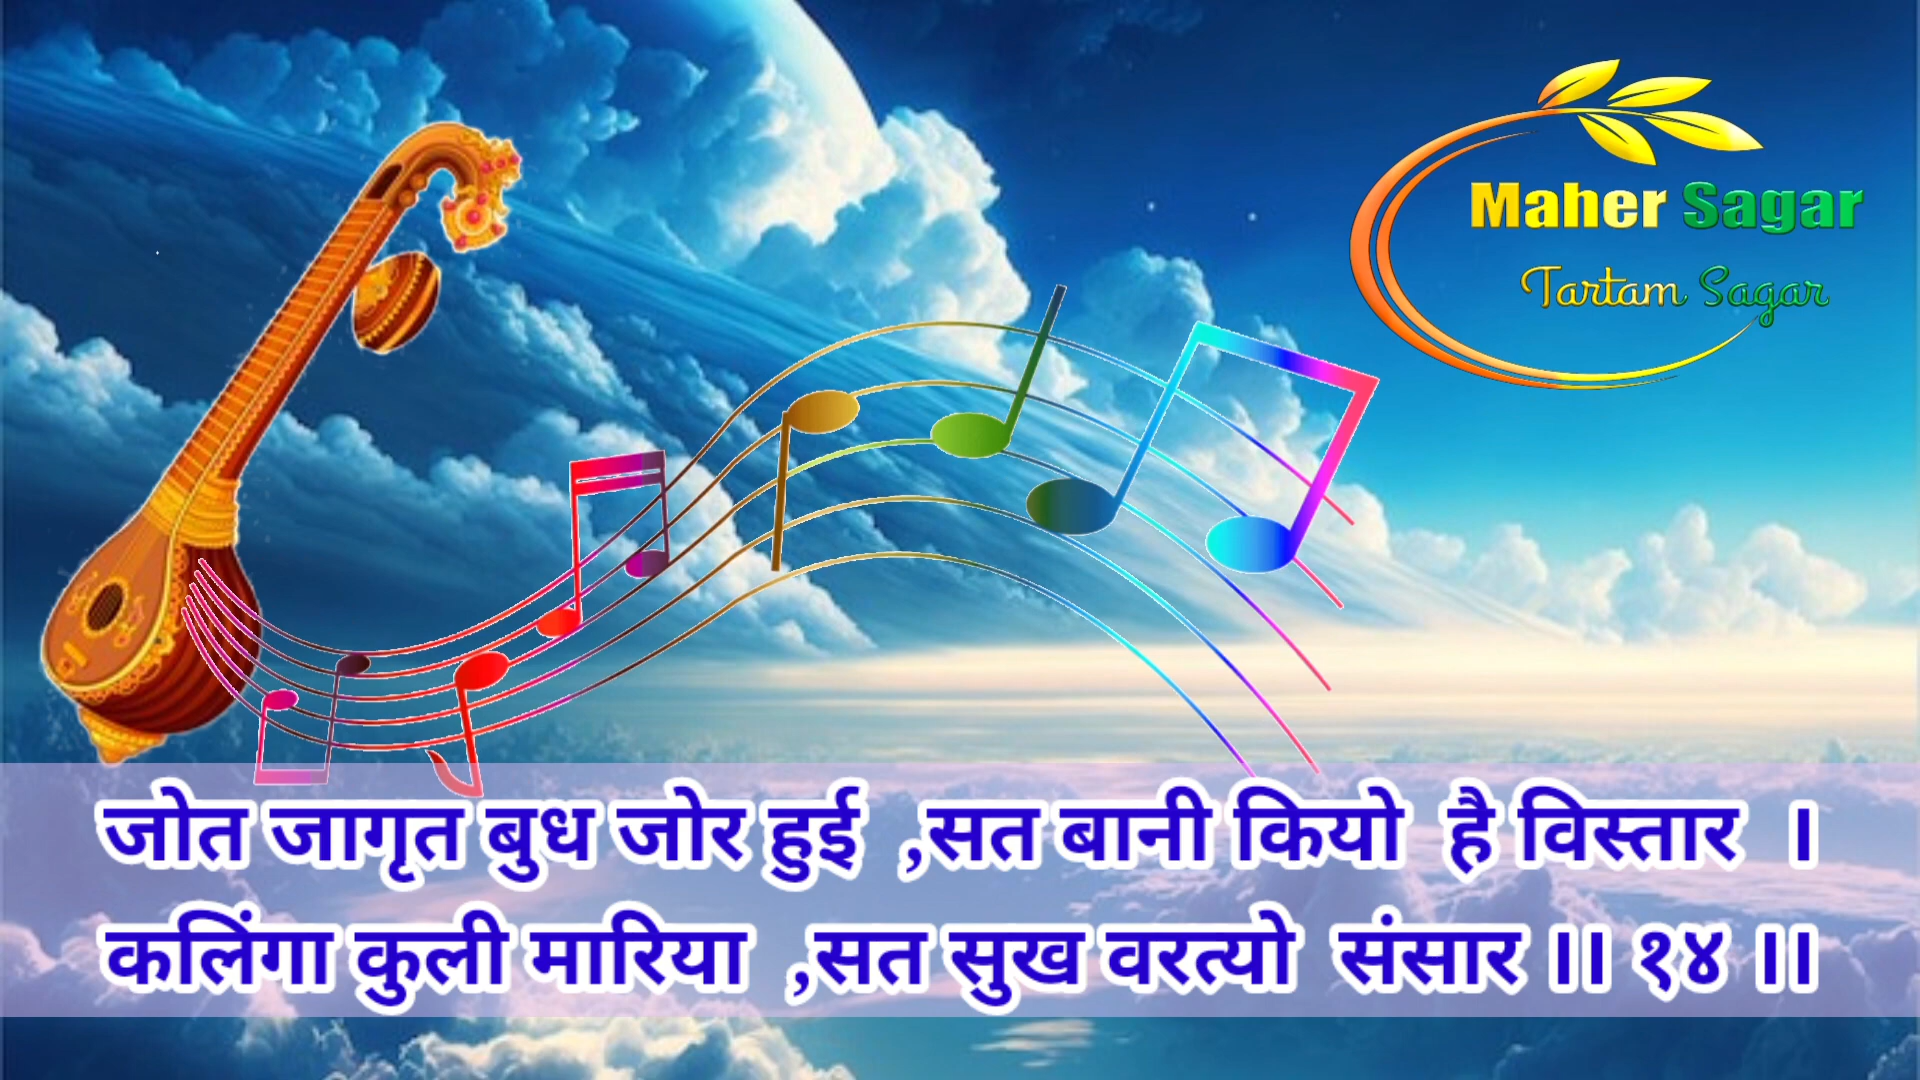 Maher Sagar
Tartam Sagar
जोत जागृत बुध जोर हुई ,सत बानी कियो है विस्तार ।
कलिंगा कुली मारिया ,सत सुख वरत्यो संसार ।। १४ ।।